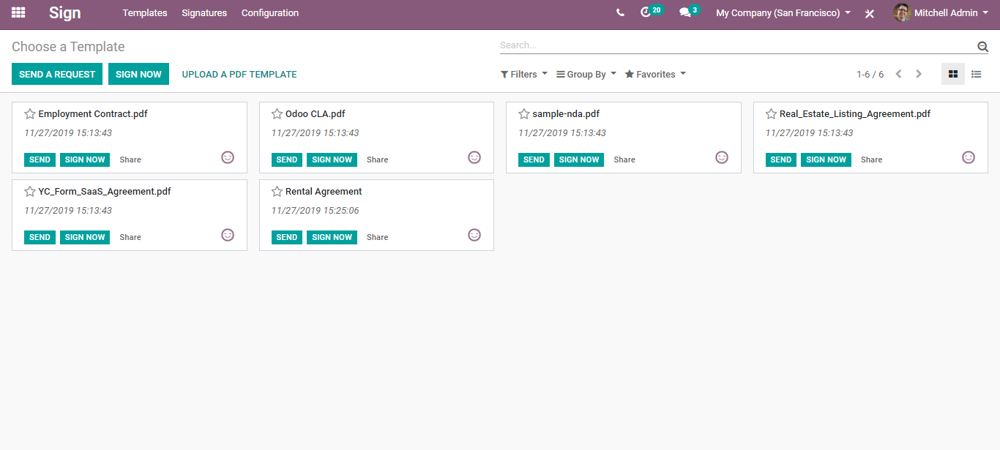 Sign Templates Signatures Configuration 20 3 My Company (San Francisco) Mitchell Admin
Choose a Template Search...
SEND A REQUEST SIGN NOW UPLOAD A PDF TEMPLATE Filters Group By Favorites 1-6 / 6
Employment Contract.pdf Odoo CLA.pdf sample-nda.pdf Real_Estate_Listing_Agreement.pdf
11/27/2019 15:13:43 11/27/2019 15:13:43 11/27/2019 15:13:43 11/27/2019 15:13:43
SEND SIGN NOW Share SEND SIGN NOW Share SEND SIGN NOW Share SEND SIGN NOW Share
YC_Form_SaaS_Agreement.pdf Rental Agreement
11/27/2019 15:13:43 11/27/2019 15:25:06
SEND SIGN NOW Share SEND SIGN NOW Share